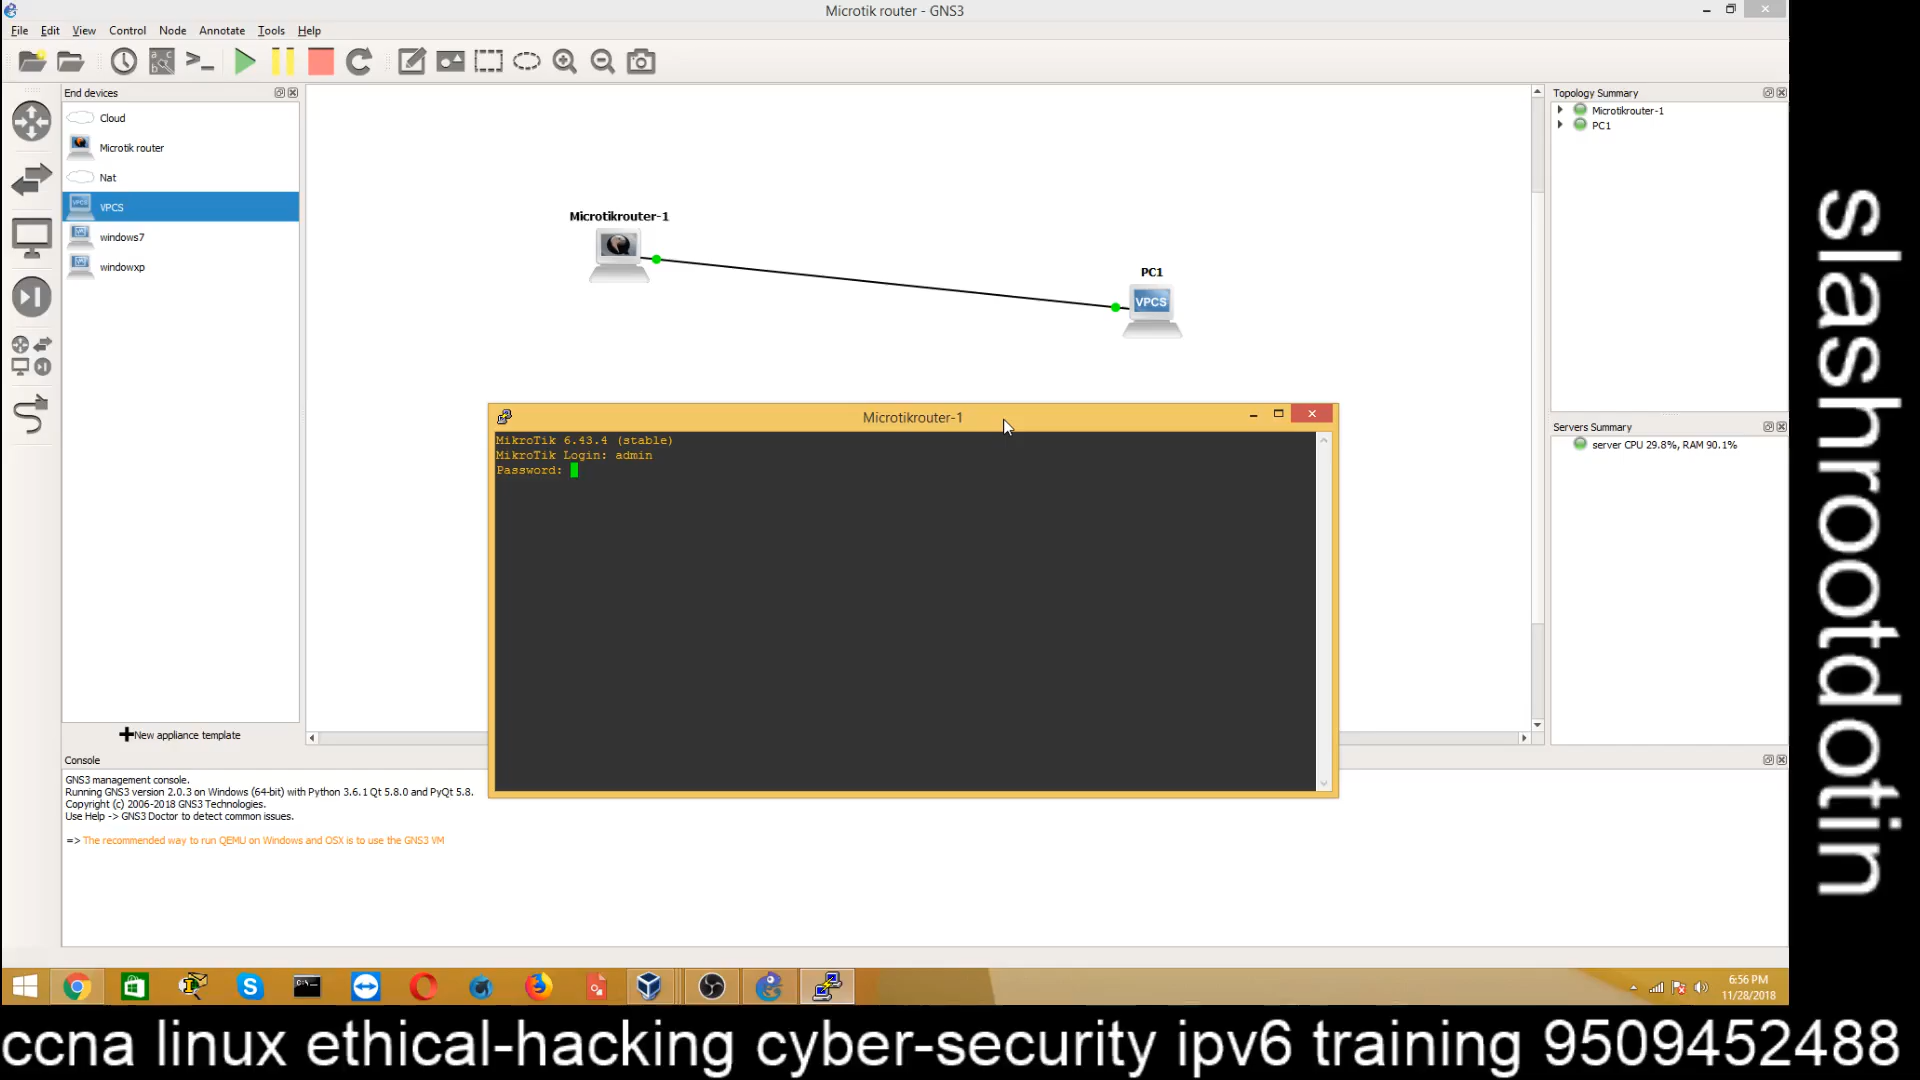 Microtik router - GNS3
File Edit View Control Node Annotate Tools Help
End devices
Cloud
Microtik router
Nat
VPCS
VPCS
windows7
windowxp
New appliance template
Microtikrouter-1
PC1
VPCS
Topology Summary
Microtikrouter-1
PC1
Servers Summary
server CPU 29.8%, RAM 90.1%
Microtikrouter-1
MikroTik 6.43.4 (stable)
MikroTik Login: admin
Password:
Console
GNS3 management console.
Running GNS3 version 2.0.3 on Windows (64-bit) with Python 3.6.1 Qt 5.8.0 and PyQt 5.8.
Copyright (c) 2006-2018 GNS3 Technologies.
Use Help -> GNS3 Doctor to detect common issues.
=> The recommended way to run QEMU on Windows and OSX is to use the GNS3 VM
6:56 PM
11/28/2018
slashrootdotin
ccna linux ethical-hacking cyber-security ipv6 training 9509452488